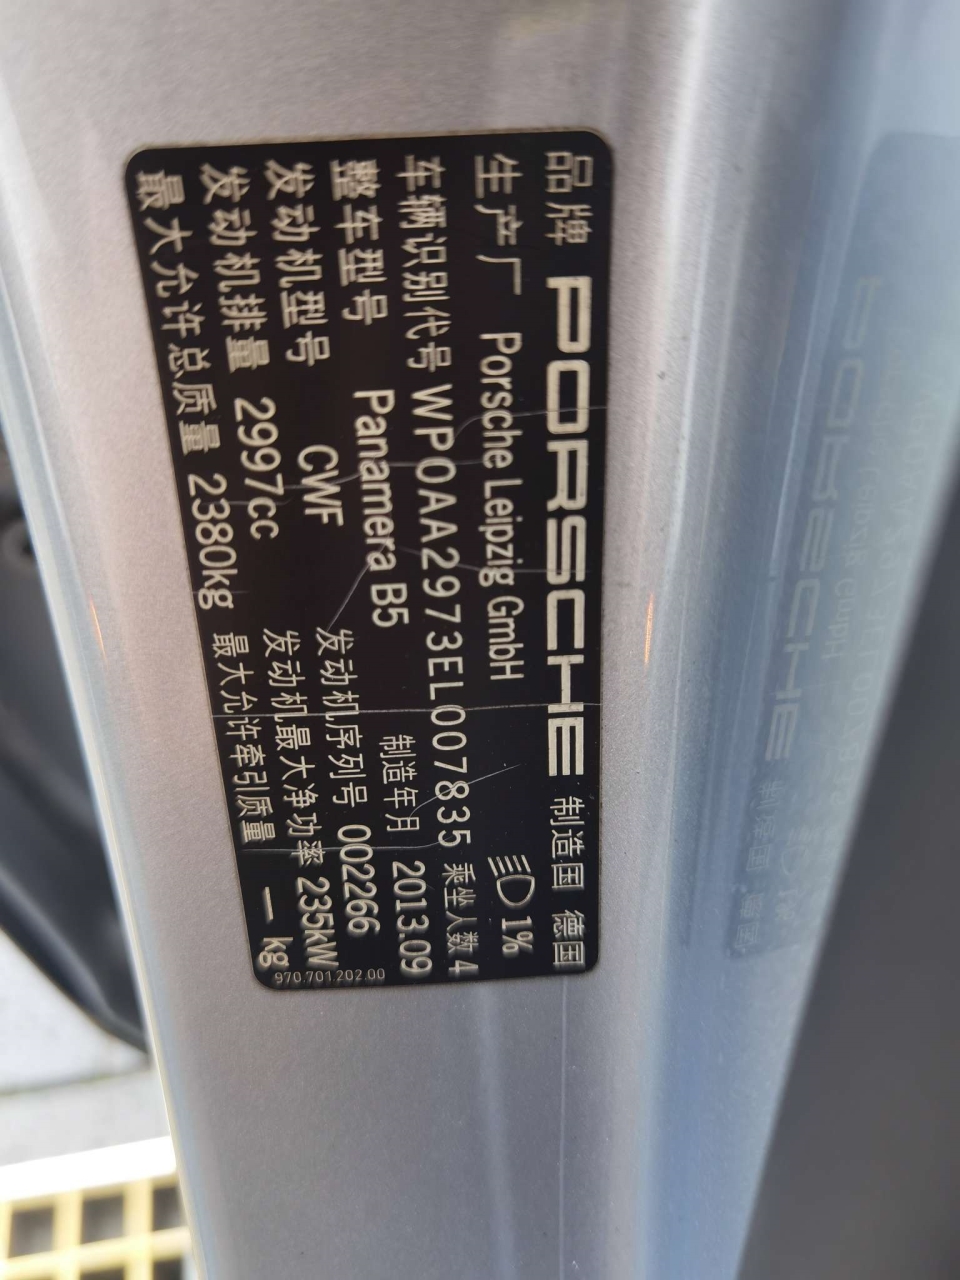 品牌 PORSCHE 制造国 德国
生产厂 Porsche Leipzig GmbH 1%
车辆识别代号 WP0AA2973EL007835 乘坐人数 4
整车型号 Panamera B5 制造年月 2013.09
发动机型号 CWF 发动机序列号 002266
发动机排量 2997cc 发动机最大净功率 235kW
最大允许总质量 2380kg 最大允许牵引质量 — kg
970.701.202.00